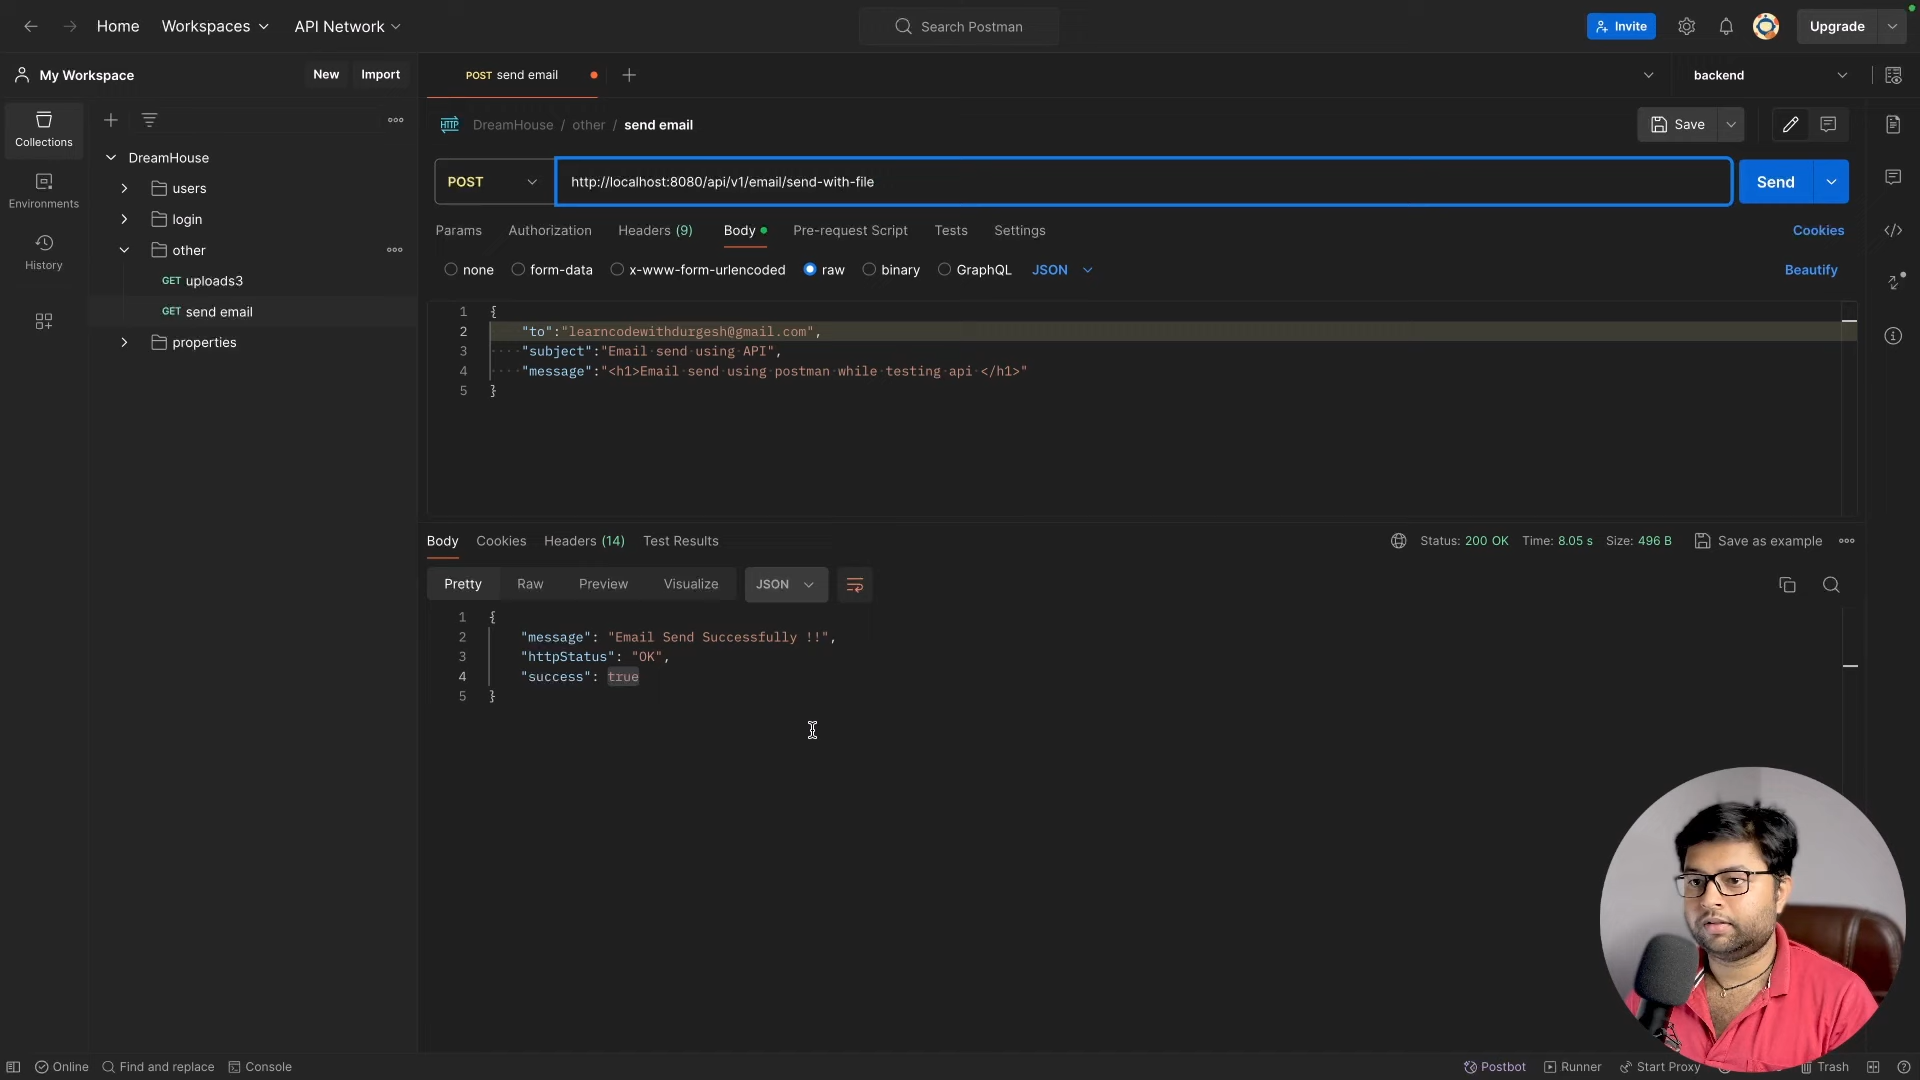 Home Workspaces API Network Search Postman Invite Upgrade
My Workspace New Import POST send email backend
DreamHouse / other / send email Save
Collections
Environments
History
DreamHouse
users
login
other
GET uploads3
GET send email
properties
POST http://localhost:8080/api/v1/email/send-with-file Send
Params Authorization Headers (9) Body Pre-request Script Tests Settings Cookies
none form-data x-www-form-urlencoded raw binary GraphQL JSON Beautify
1 {
2 "to":"learncodewithdurgesh@gmail.com",
3 "subject":"Email send using API",
4 "message":"<h1>Email send using postman while testing api </h1>"
5 }
Body Cookies Headers (14) Test Results Status: 200 OK Time: 8.05 s Size: 496 B Save as example
Pretty Raw Preview Visualize JSON
1 {
2 "message": "Email Send Successfully !!",
3 "httpStatus": "OK",
4 "success": true
5 }
Online Find and replace Console Postbot Runner Start Proxy Trash